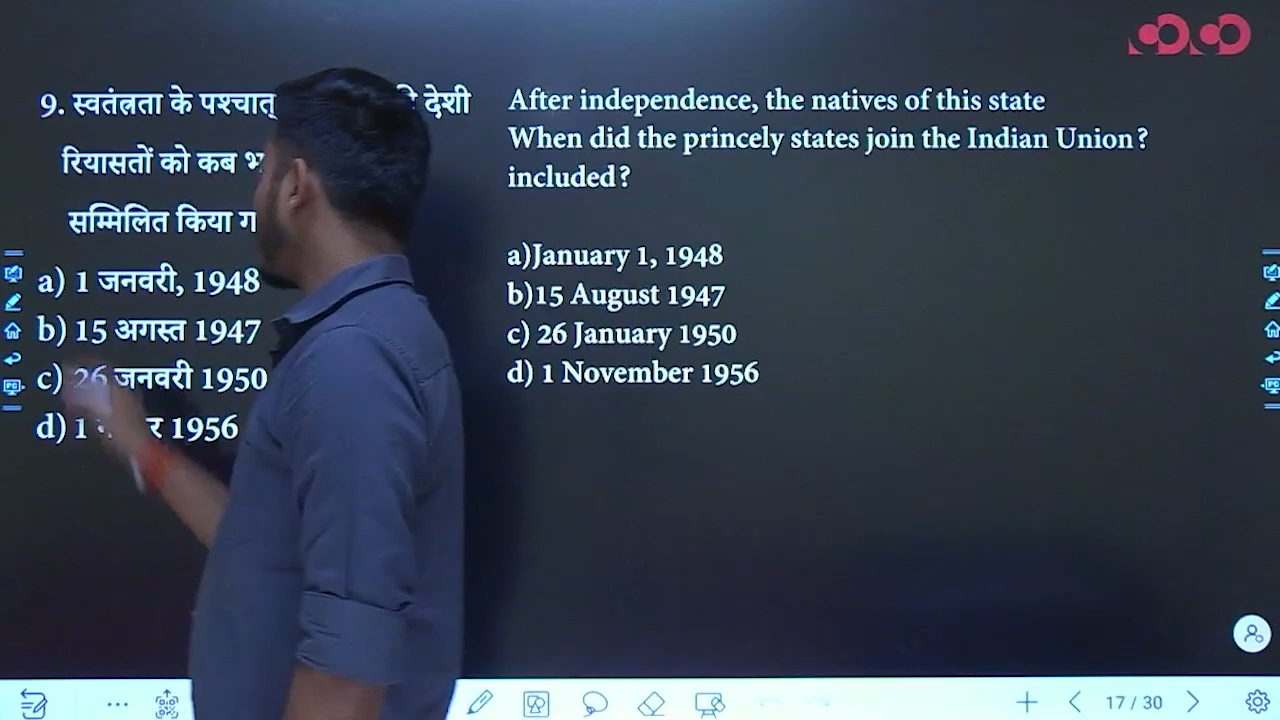 9. स्वतंत्रता के पश्चात् देशी
रियासतों को कब
सम्मिलित किया
a) 1 जनवरी, 1948
b) 15 अगस्त 1947
c) 26 जनवरी 1950
d) 1 1956
After independence, the natives of this state
When did the princely states join the Indian Union?
included?
a)January 1, 1948
b)15 August 1947
c) 26 January 1950
d) 1 November 1956
17 / 30